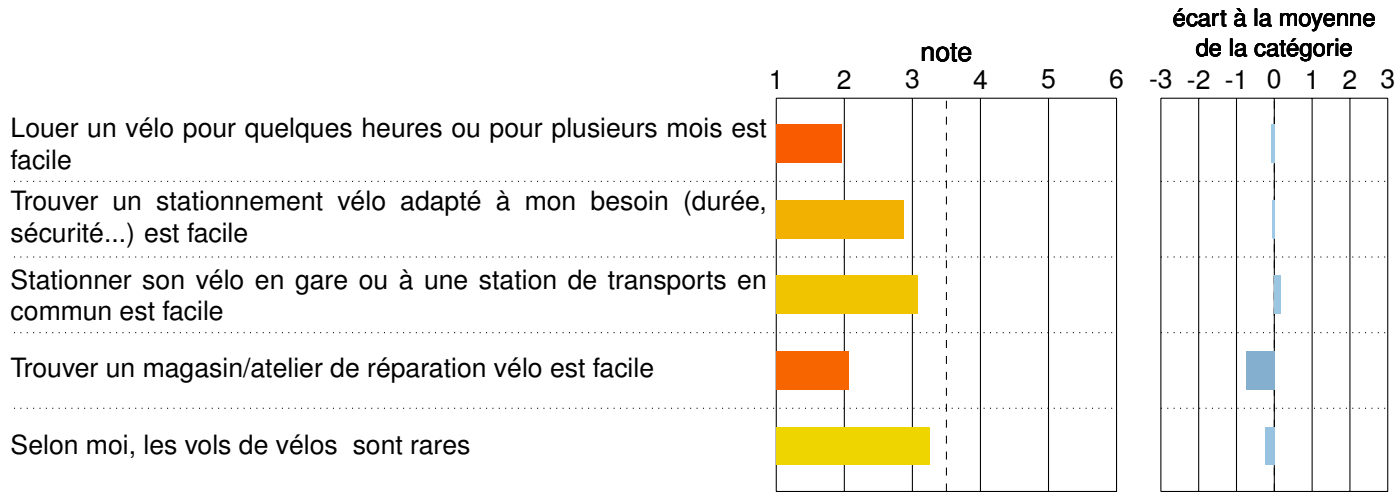 écart à la moyenne
de la catégorie
note
1 2 3 4 5 6
-3 -2 -1 0 1 2 3
Louer un vélo pour quelques heures ou pour plusieurs mois est
facile
Trouver un stationnement vélo adapté à mon besoin (durée,
sécurité...) est facile
Stationner son vélo en gare ou à une station de transports en
commun est facile
Trouver un magasin/atelier de réparation vélo est facile
Selon moi, les vols de vélos sont rares